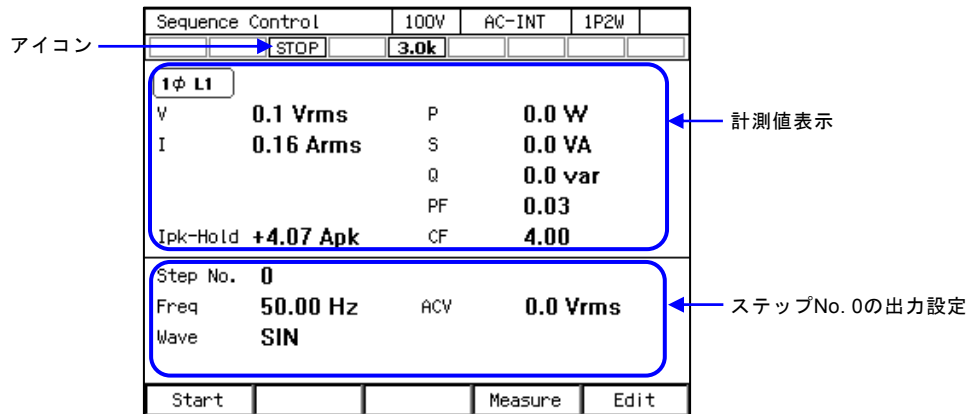 Sequence Control 100V AC-INT 1P2W
アイコン STOP 3.0k
1Φ L1
V 0.1 Vrms P 0.0 W
計測値表示
I 0.16 Arms S 0.0 VA
Q 0.0 var
PF 0.03
Ipk-Hold +4.07 Apk CF 4.00
Step No. 0
Freq 50.00 Hz ACV 0.0 Vrms
ステップNo. 0の出力設定
Wave SIN
Start Measure Edit